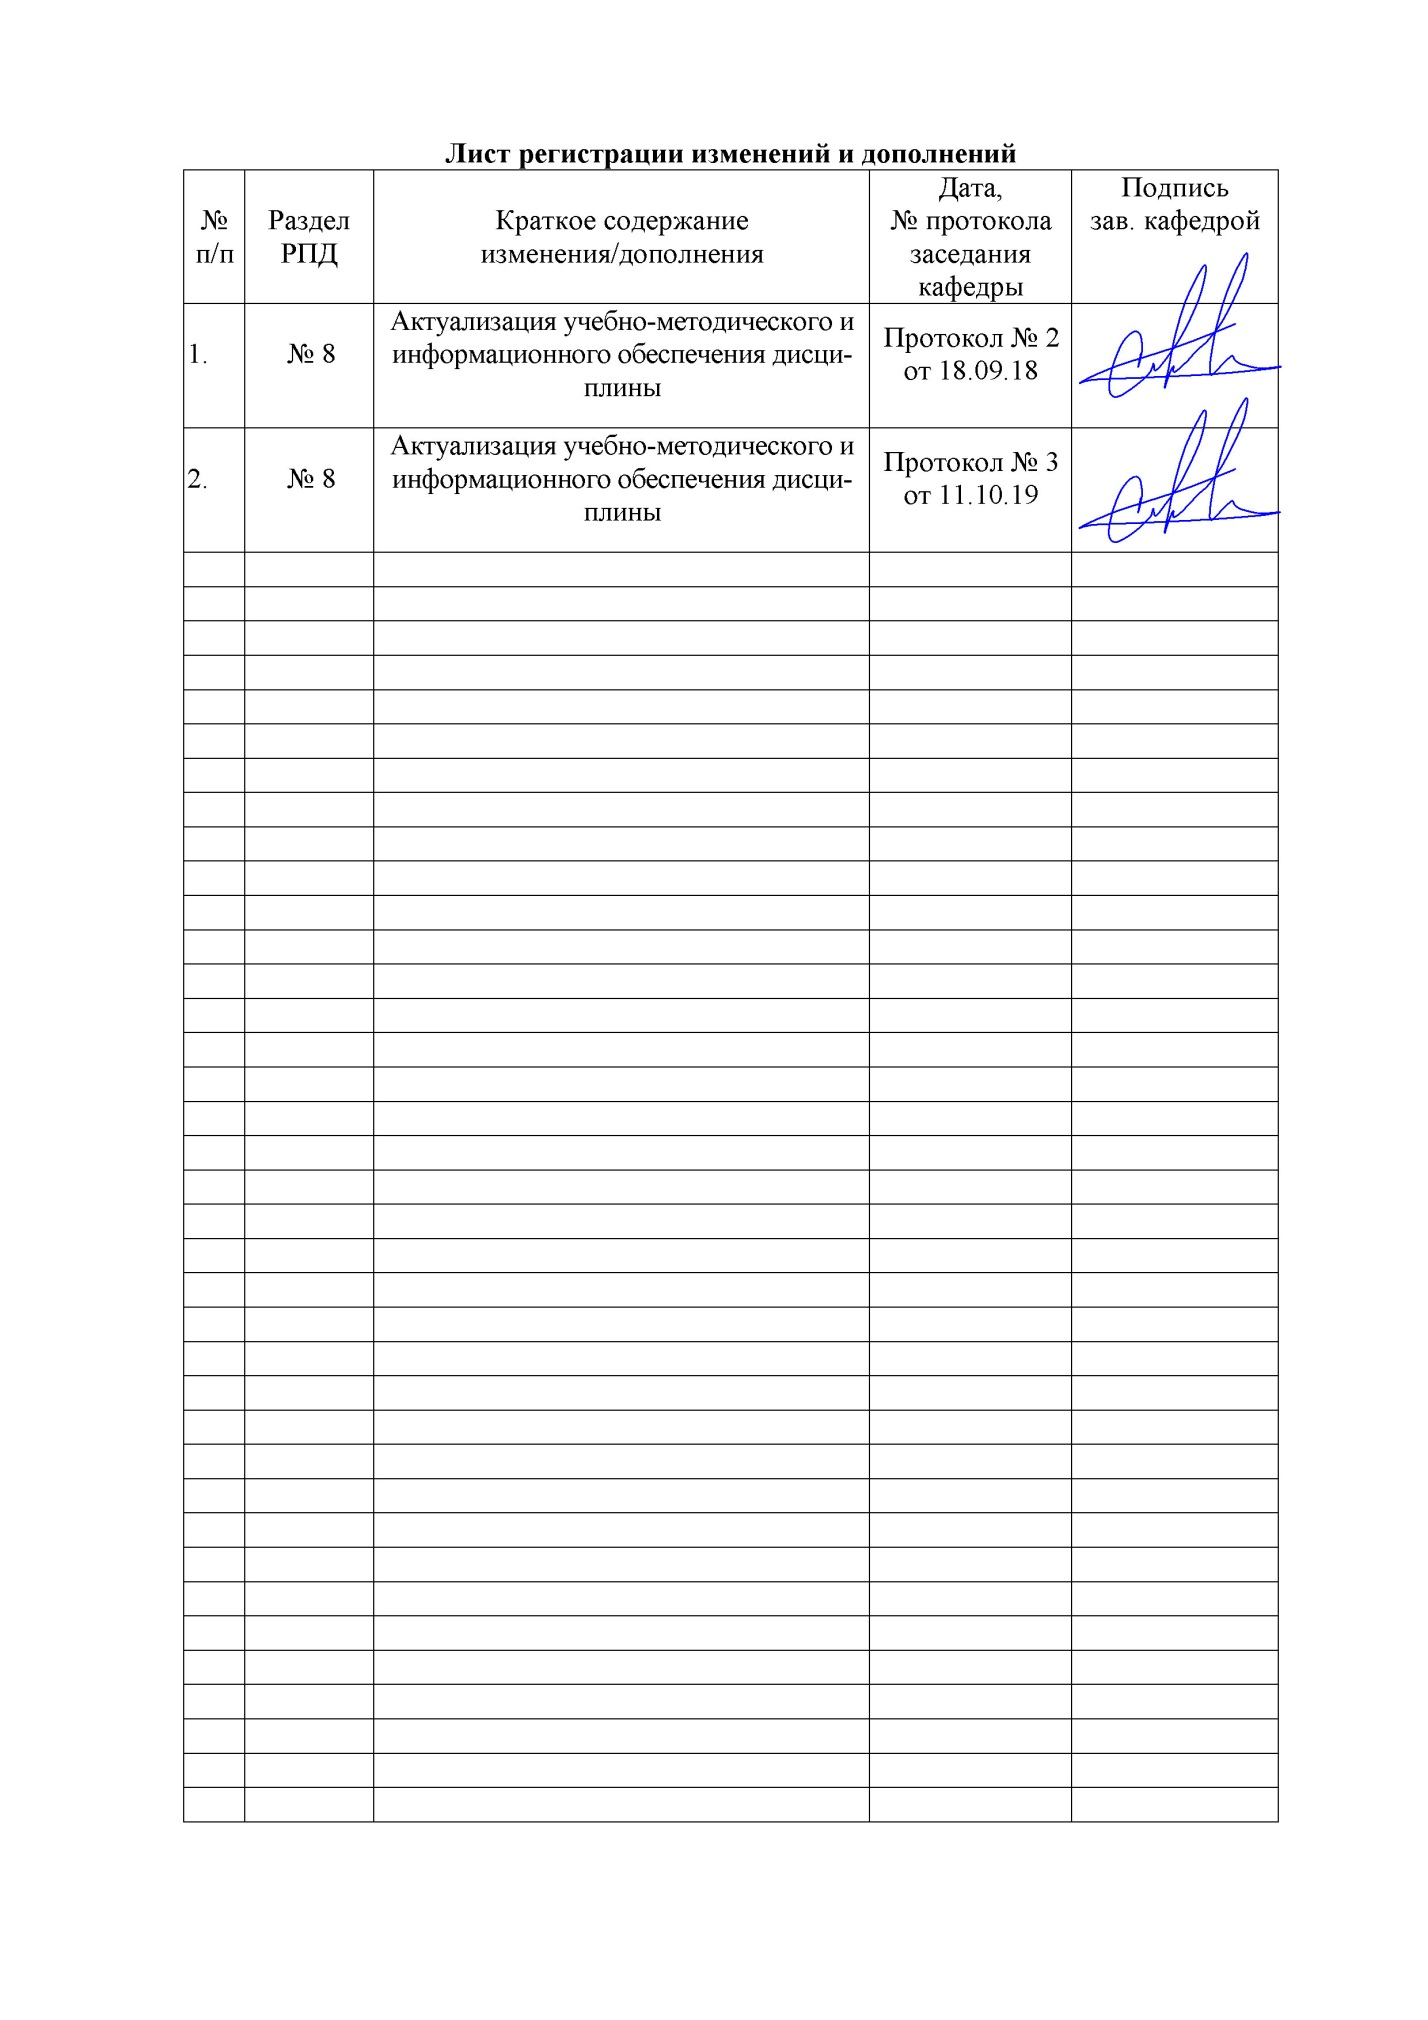 Лист регистрации изменений и дополнений
№
п/п
Раздел
РПД
Краткое содержание
изменения/дополнения
Дата,
№ протокола
заседания
кафедры
Подпись
зав. кафедрой
1.
№ 8
Актуализация учебно-методического и
информационного обеспечения дисци-
плины
Протокол № 2
от 18.09.18
2.
№ 8
Актуализация учебно-методического и
информационного обеспечения дисци-
плины
Протокол № 3
от 11.10.19